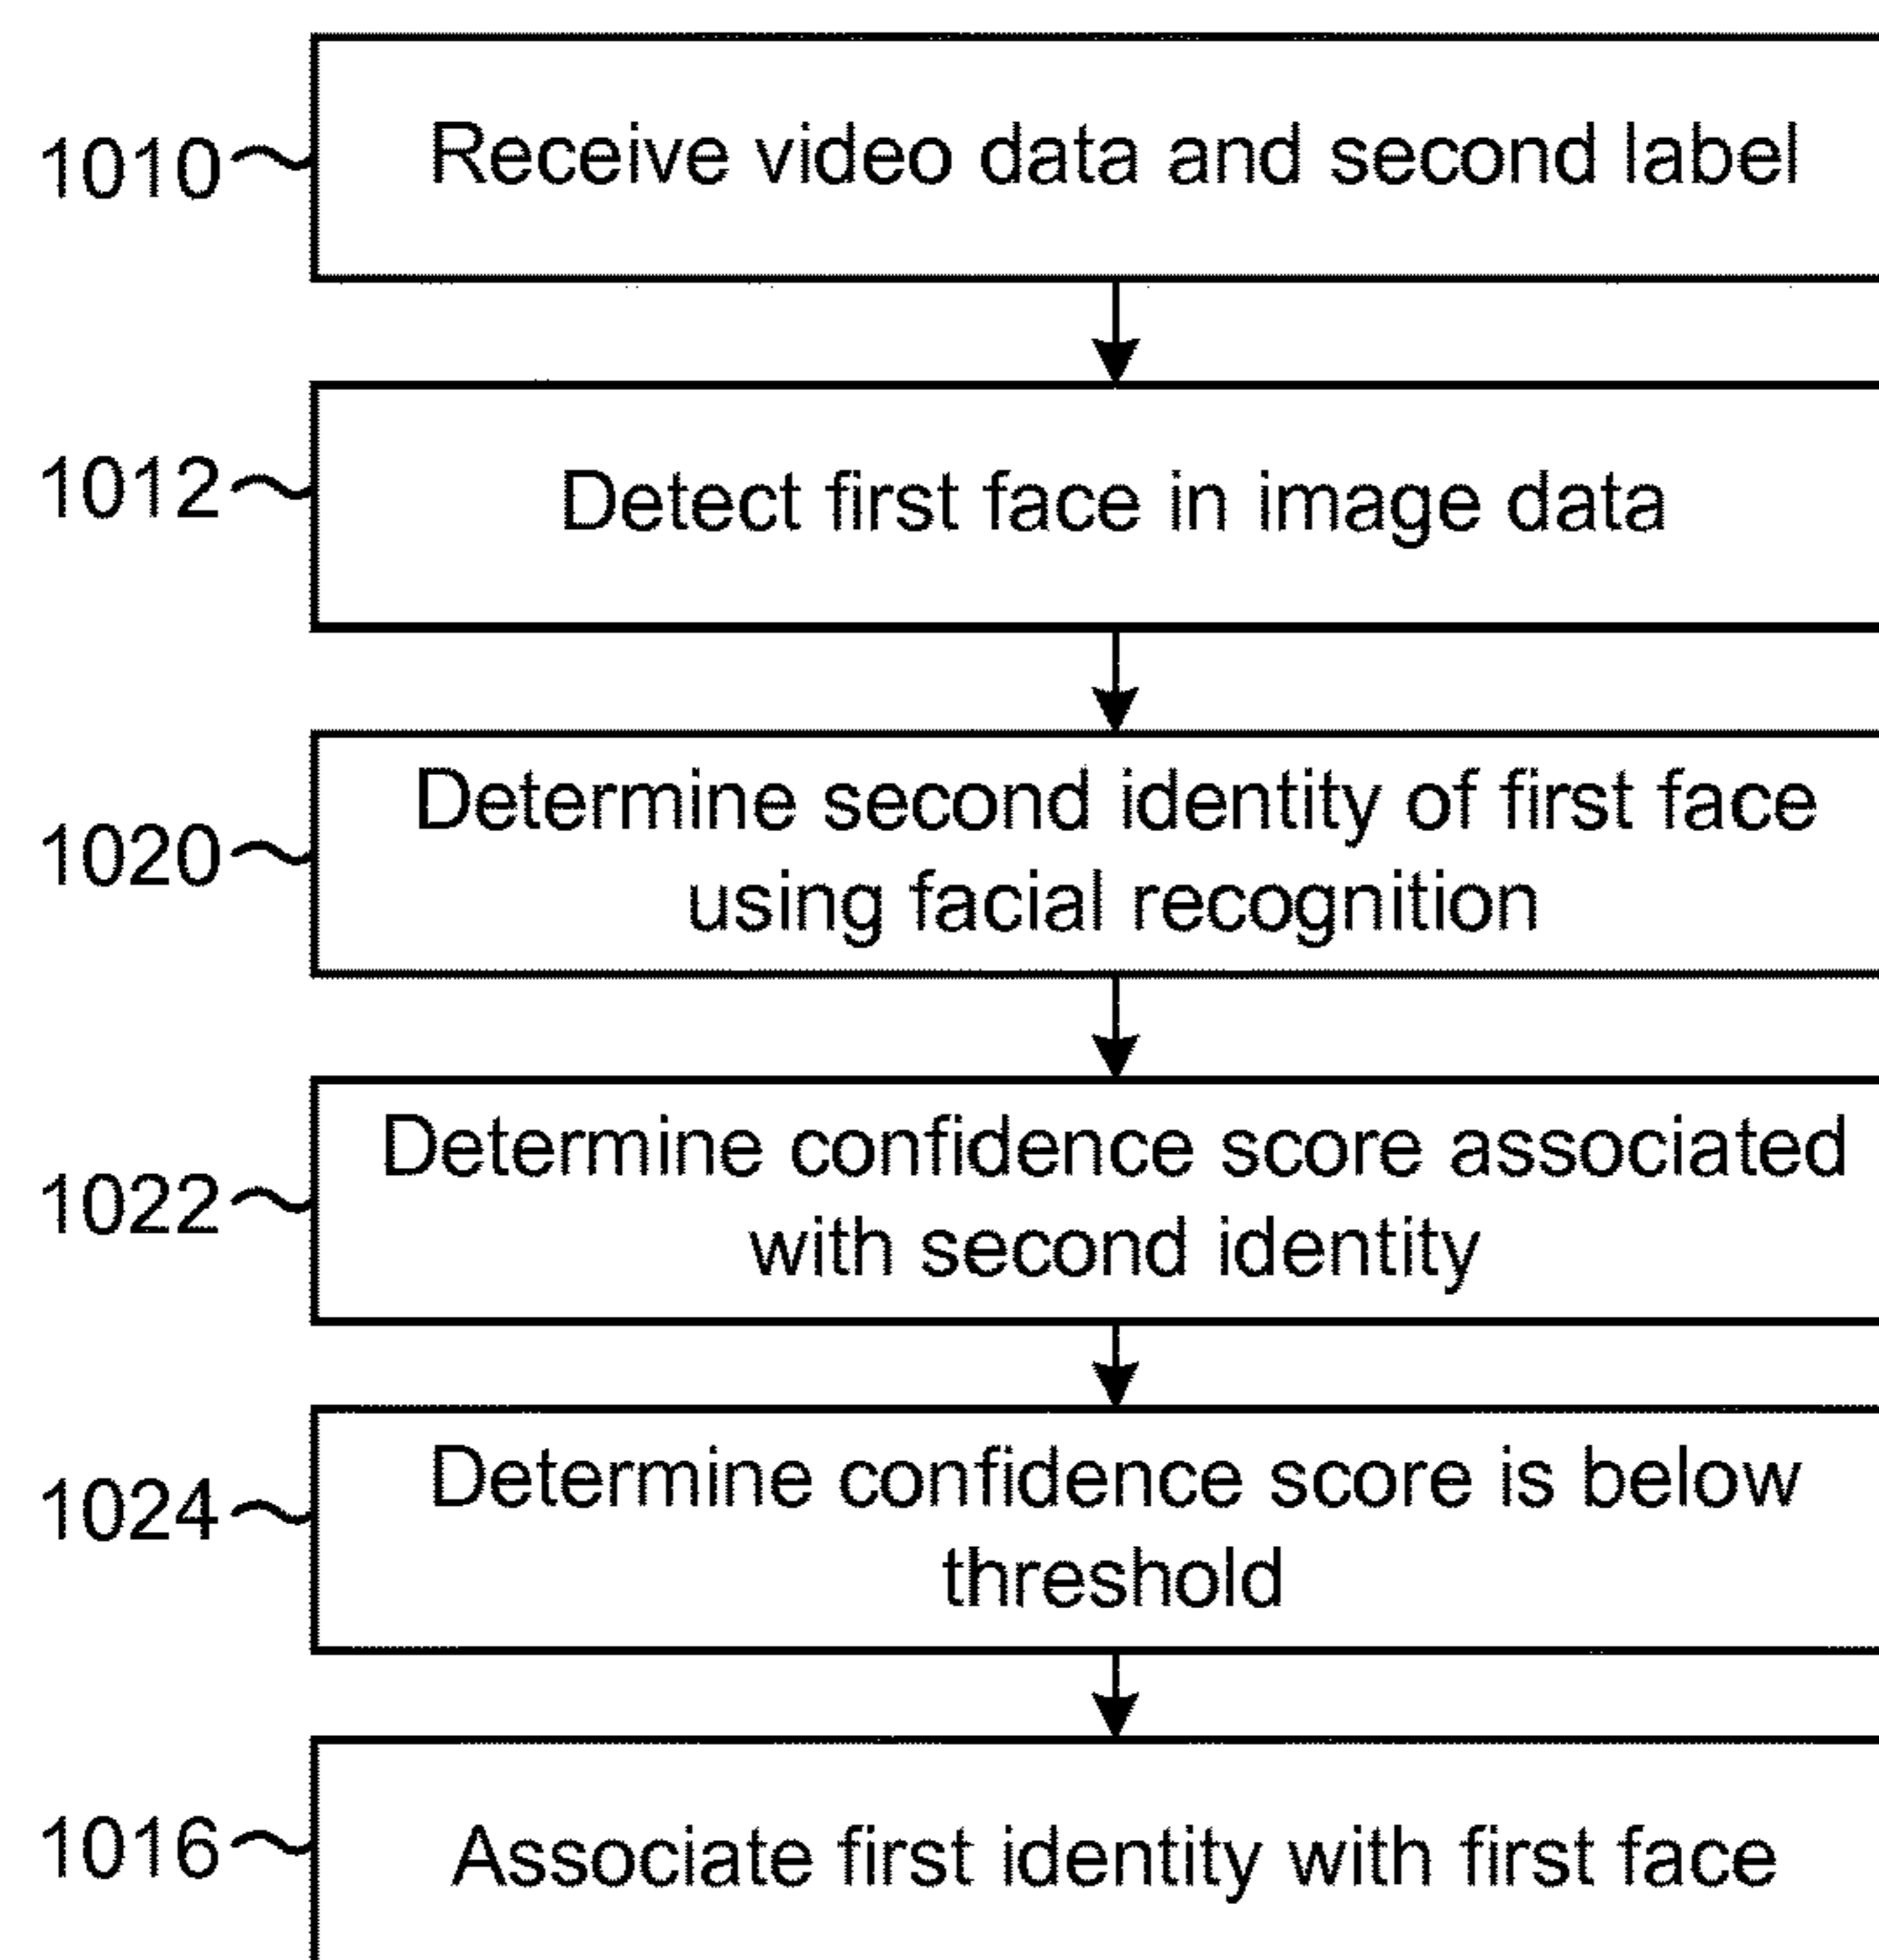 1010
Receive video data and second label
1012
Detect first face in image data
1020
Determine second identity of first face
using facial recognition
1022
Determine confidence score associated
with second identity
1024
Determine confidence score is below
threshold
1016
Associate first identity with first face